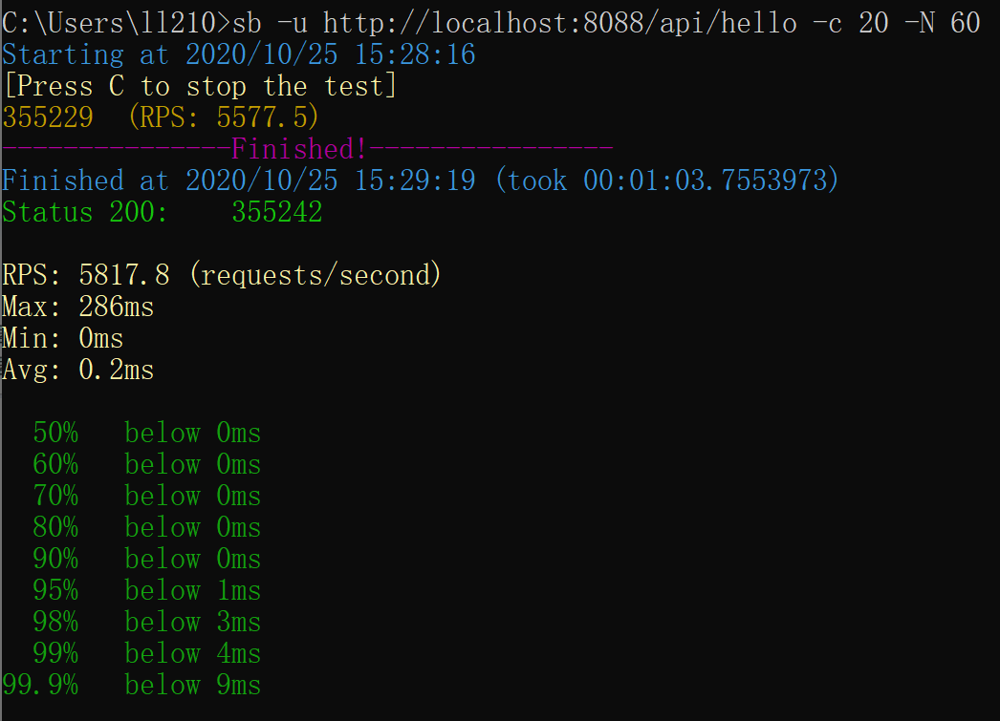 C:\Users\ll210>sb -u http://localhost:8088/api/hello -c 20 -N 60
Starting at 2020/10/25 15:28:16
[Press C to stop the test]
355229  (RPS: 5577.5)
---------------Finished!----------------
Finished at 2020/10/25 15:29:19 (took 00:01:03.7553973)
Status 200:    355242
RPS: 5817.8 (requests/second)
Max: 286ms
Min: 0ms
Avg: 0.2ms
  50%   below 0ms
  60%   below 0ms
  70%   below 0ms
  80%   below 0ms
  90%   below 0ms
  95%   below 1ms
  98%   below 3ms
  99%   below 4ms
99.9%   below 9ms